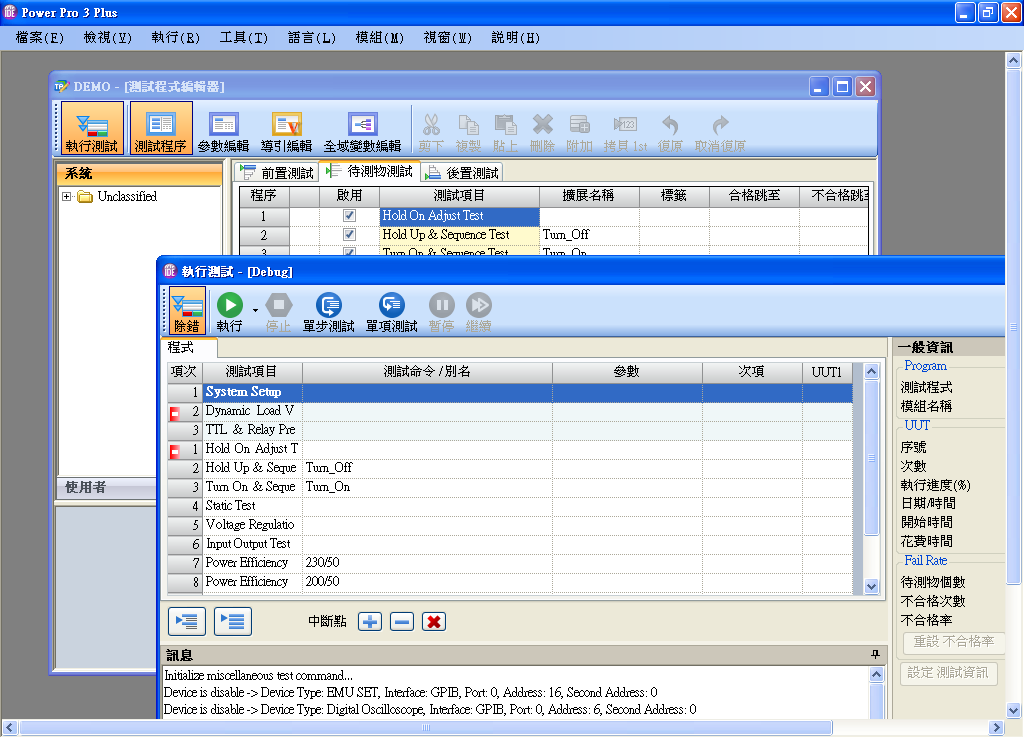 Power Pro 3 Plus
檔案(F) 檢視(V) 執行(R) 工具(T) 語言(L) 模組(M) 視窗(W) 說明(H)
DEMO - [測試程式編輯器]
執行測試 測試程序 參數編輯 導引編輯 全域變數編輯 剪下 複製 貼上 刪除 附加 拷貝 1st 復原 取消復原
系統
Unclassified
使用者
前置測試 待測物測試 後置測試
程序 啟用 測試項目 擴展名稱 標籤 合格跳至 不合格跳至
1 Hold On Adjust Test
2 Hold Up & Sequence Test Turn_Off
3 Turn On & Sequence Test Turn_On
執行測試 - [Debug]
除錯 執行 停止 單步測試 單項測試 暫停 繼續
程式
項次 測試項目 測試命令 / 別名 參數 次項 UUT1
1 System Setup
2 Dynamic Load V
3 TTL & Relay Pre
1 Hold On Adjust T
2 Hold Up & Seque Turn_Off
3 Turn On & Seque Turn_On
4 Static Test
5 Voltage Regulatio
6 Input Output Test
7 Power Efficiency 230/50
8 Power Efficiency 200/50
中斷點
訊息
Initialize miscellaneous test command...
Device is disable -> Device Type: EMU SET, Interface: GPIB, Port: 0, Address: 16, Second Address: 0
Device is disable -> Device Type: Digital Oscilloscope, Interface: GPIB, Port: 0, Address: 6, Second Address: 0
一般資訊
Program
測試程式
模組名稱
UUT
序號
次數
執行進度(%)
日期/時間
開始時間
花費時間
Fail Rate
待測物個數
不合格次數
不合格率
重設 不合格率
設定 測試資訊